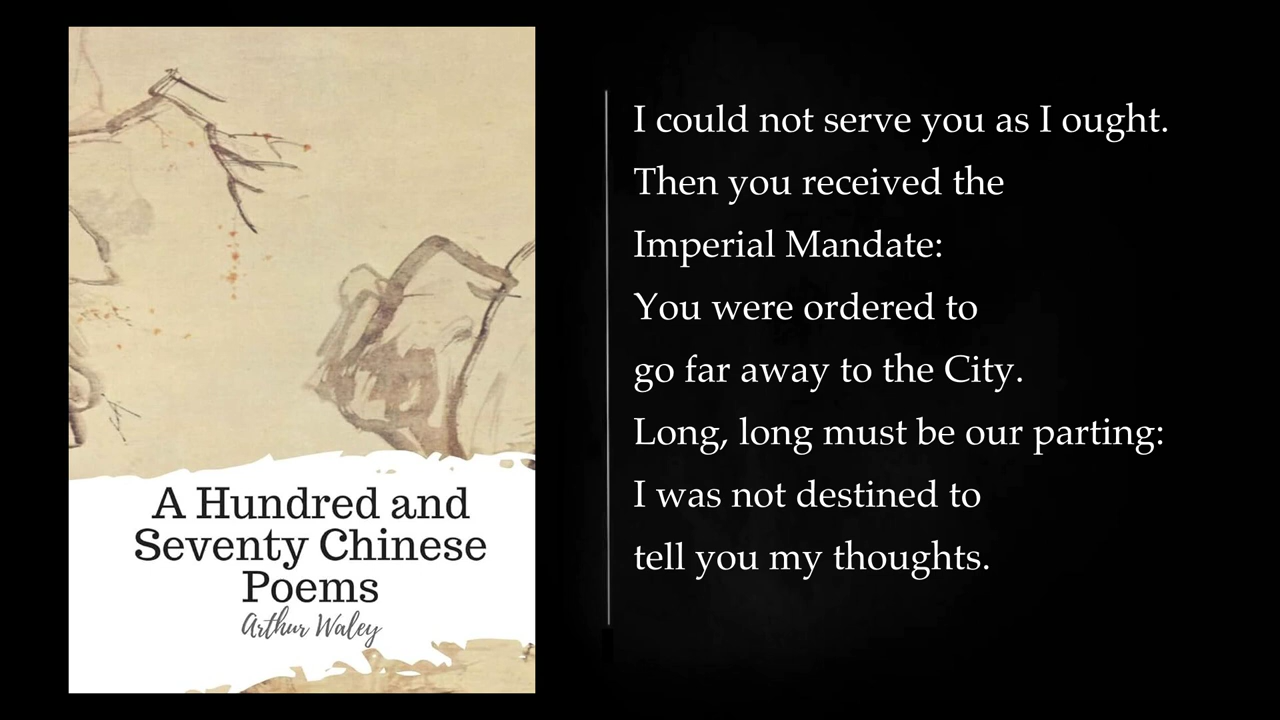 A Hundred and
Seventy Chinese
Poems
Arthur Waley
I could not serve you as I ought.
Then you received the
Imperial Mandate:
You were ordered to
go far away to the City.
Long, long must be our parting:
I was not destined to
tell you my thoughts.